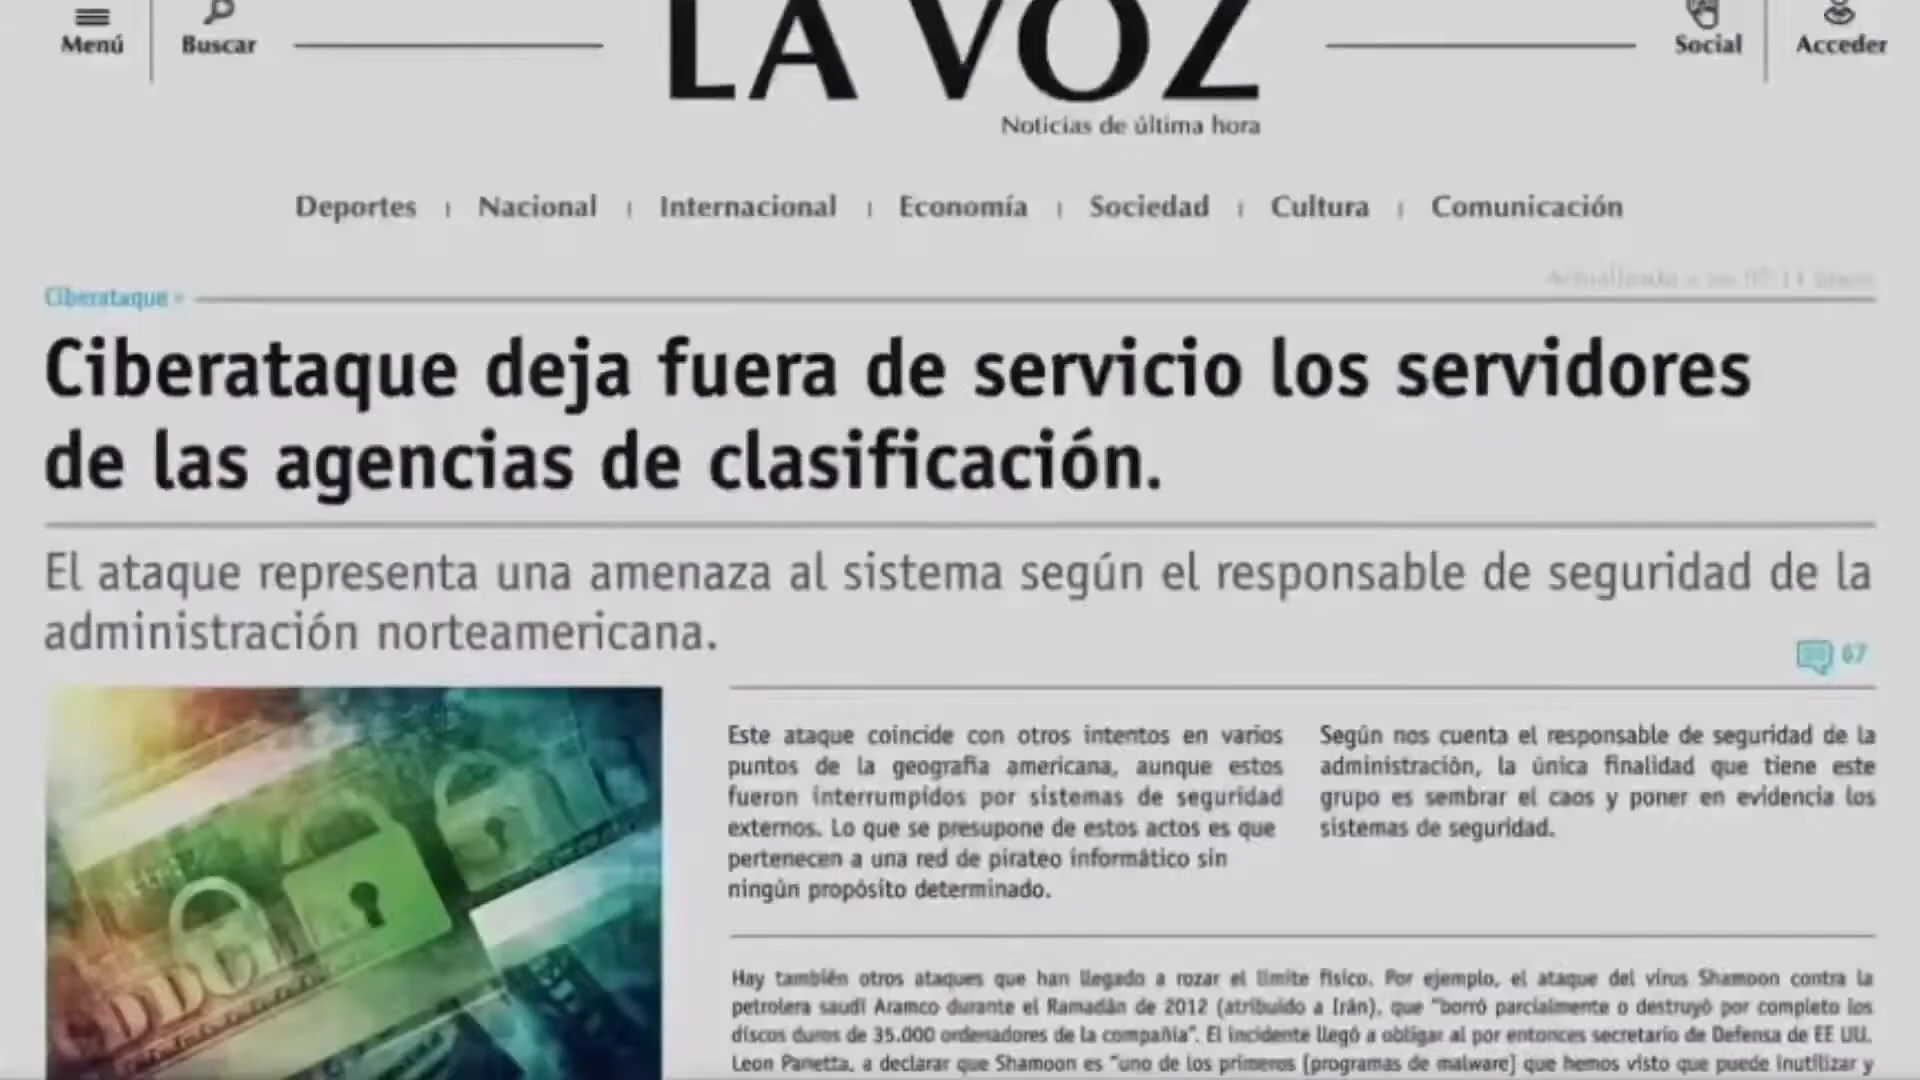 Menú
Buscar
LA VOZ
Social
Acceder
Noticias de última hora
Deportes | Nacional | Internacional | Economía | Sociedad | Cultura | Comunicación
Ciberataque
Ciberataque deja fuera de servicio los servidores
de las agencias de clasificación.
El ataque representa una amenaza al sistema según el responsable de seguridad de la
administración norteamericana.
67
Este ataque coincide con otros intentos en varios
puntos de la geografía americana, aunque estos
fueron interrumpidos por sistemas de seguridad
externos. Lo que se presupone de estos actos es que
pertenecen a una red de pirateo informático sin
ningún propósito determinado.
Según nos cuenta el responsable de seguridad de la
administración, la única finalidad que tiene este
grupo es sembrar el caos y poner en evidencia los
sistemas de seguridad.
Hay también otros ataques que han llegado a rozar el límite físico. Por ejemplo, el ataque del virus Shamoon contra la
petrolera saudí Aramco durante el Ramadán de 2012 (atribuido a Irán), que "borró parcialmente o destruyó por completo los
discos duros de 35.000 ordenadores de la compañía". El incidente llegó a obligar al por entonces secretario de Defensa de EE UU,
Leon Panetta, a declarar que Shamoon es "uno de los primeros [programas de malware] que hemos visto que puede inutilizar y